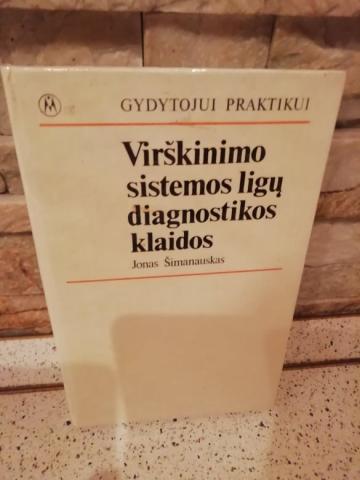 GYDYTOJUI PRAKTIKUI
Virškinimo
sistemos ligų
diagnostikos
klaidos
Jonas Šimanauskas